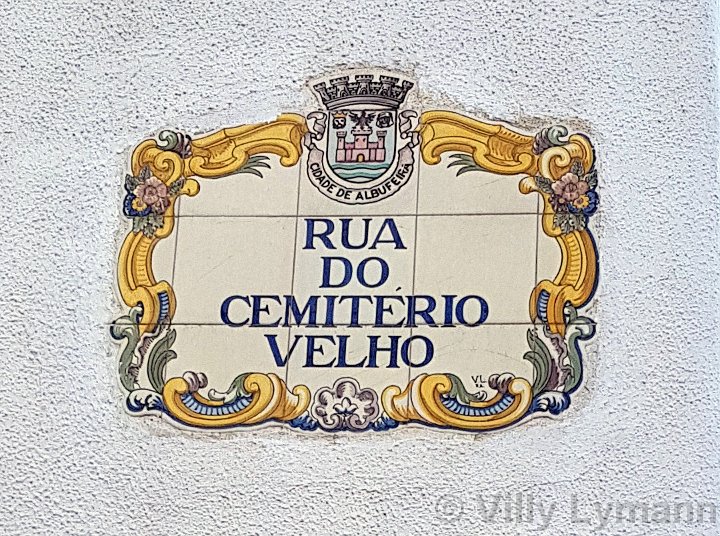 CIDADE DE ALBUFEIRA
RUA
DO
CEMITÉRIO
VELHO
V.L.
© Villy Lymann